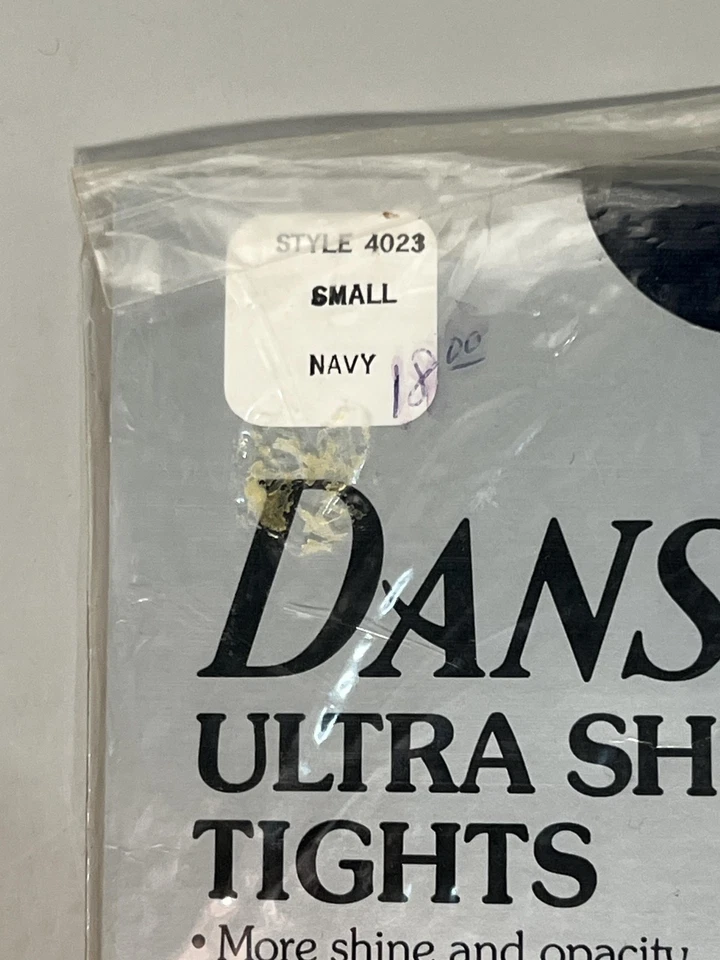 STYLE 4023
SMALL
NAVY
18 00
DANS
ULTRA SH
TIGHTS
• More shine and opacity